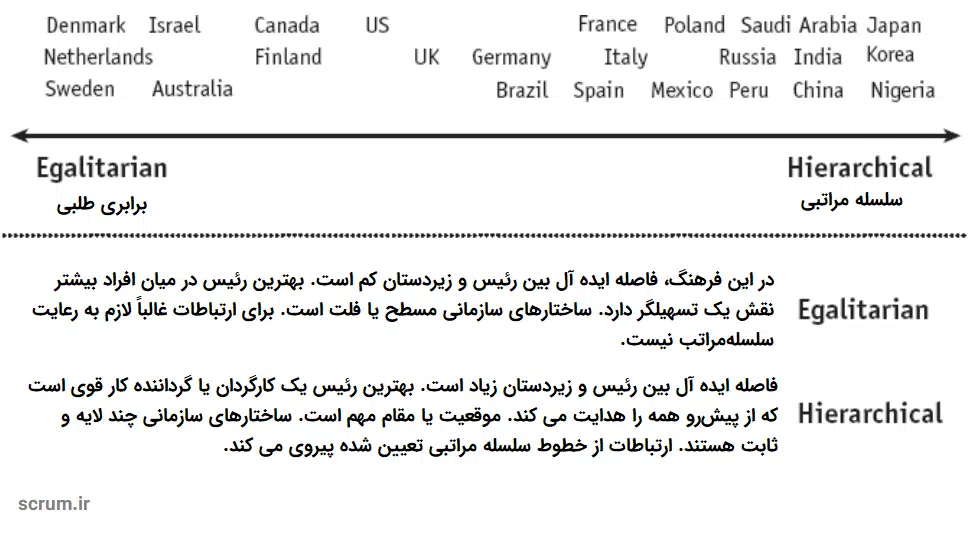 Denmark Israel Canada US France Poland Saudi Arabia Japan
Netherlands Finland UK Germany Italy Russia India Korea
Sweden Australia Brazil Spain Mexico Peru China Nigeria
Egalitarian Hierarchical
برابری طلبی سلسله مراتبی
Egalitarian
در این فرهنگ، فاصله ایده آل بین رئیس و زیردستان کم است. بهترین رئیس در میان افراد بیشتر
نقش یک تسهیلگر دارد. ساختارهای سازمانی مسطح یا فلت است. برای ارتباطات غالباً لازم به رعایت
سلسله‌مراتب نیست.
Hierarchical
فاصله ایده آل بین رئیس و زیردستان زیاد است. بهترین رئیس یک کارگردان یا گرداننده کار قوی است
که از پیش‌رو همه را هدایت می کند. موقعیت یا مقام مهم است. ساختارهای سازمانی چند لایه و
ثابت هستند. ارتباطات از خطوط سلسله مراتبی تعیین شده پیروی می کند.
scrum.ir